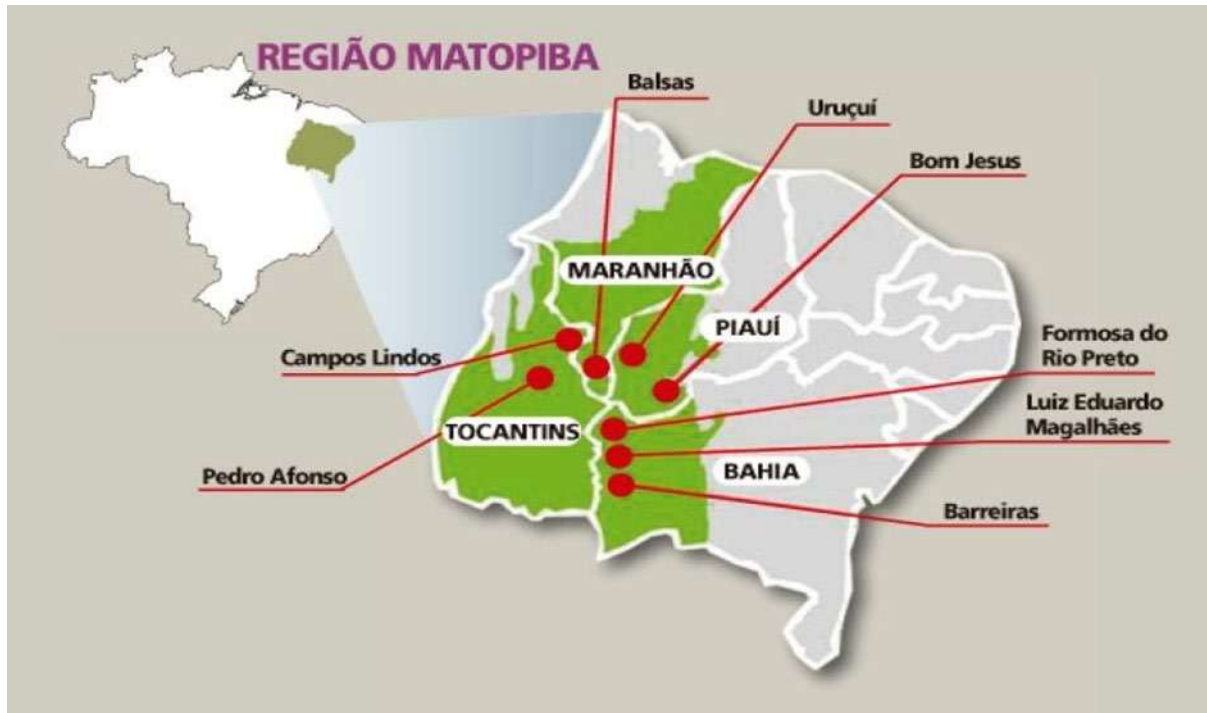 REGIÃO MATOPIBA
Balsas
Uruçuí
Bom Jesus
MARANHÃO
PIAUÍ
Formosa do
Rio Preto
Campos Lindos
Luiz Eduardo
Magalhães
TOCANTINS
BAHIA
Pedro Afonso
Barreiras